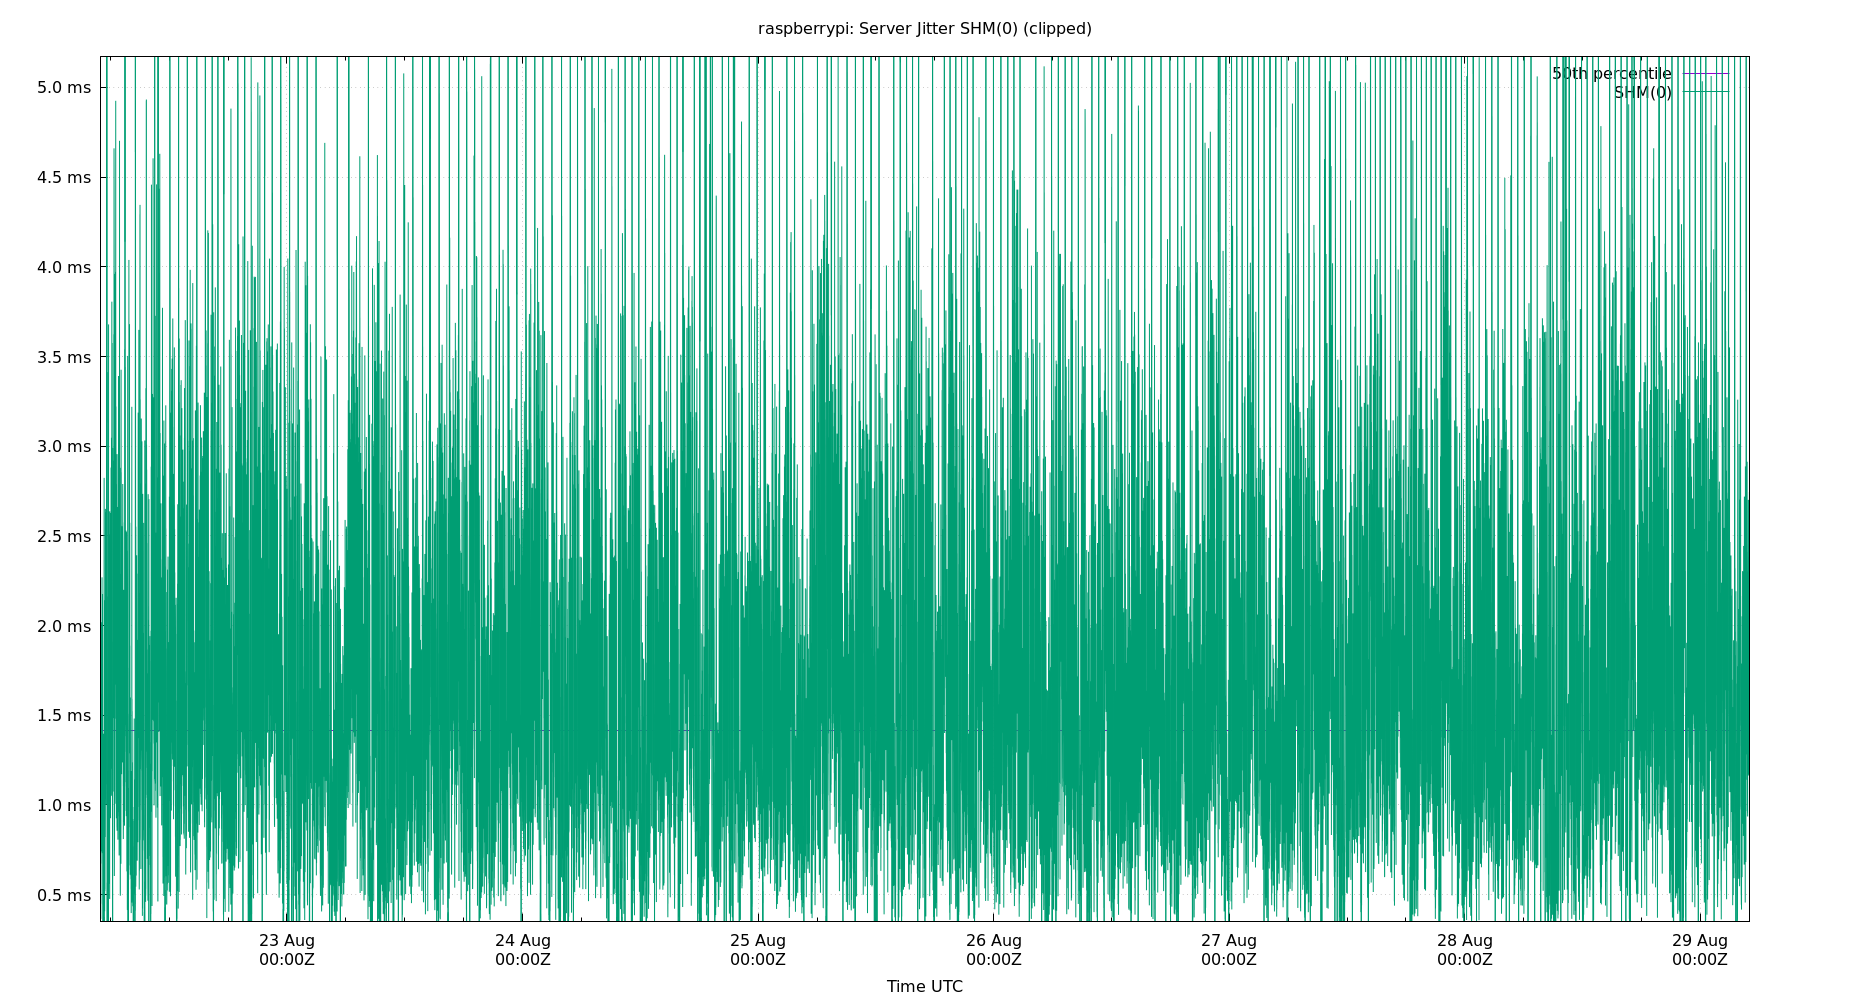 raspberrypi: Server Jitter SHM(0) (clipped)
50th percentile
SHM(0)
5.0 ms
4.5 ms
4.0 ms
3.5 ms
3.0 ms
2.5 ms
2.0 ms
1.5 ms
1.0 ms
0.5 ms
23 Aug 24 Aug 25 Aug 26 Aug 27 Aug 28 Aug 29 Aug
00:00Z 00:00Z 00:00Z 00:00Z 00:00Z 00:00Z 00:00Z
Time UTC